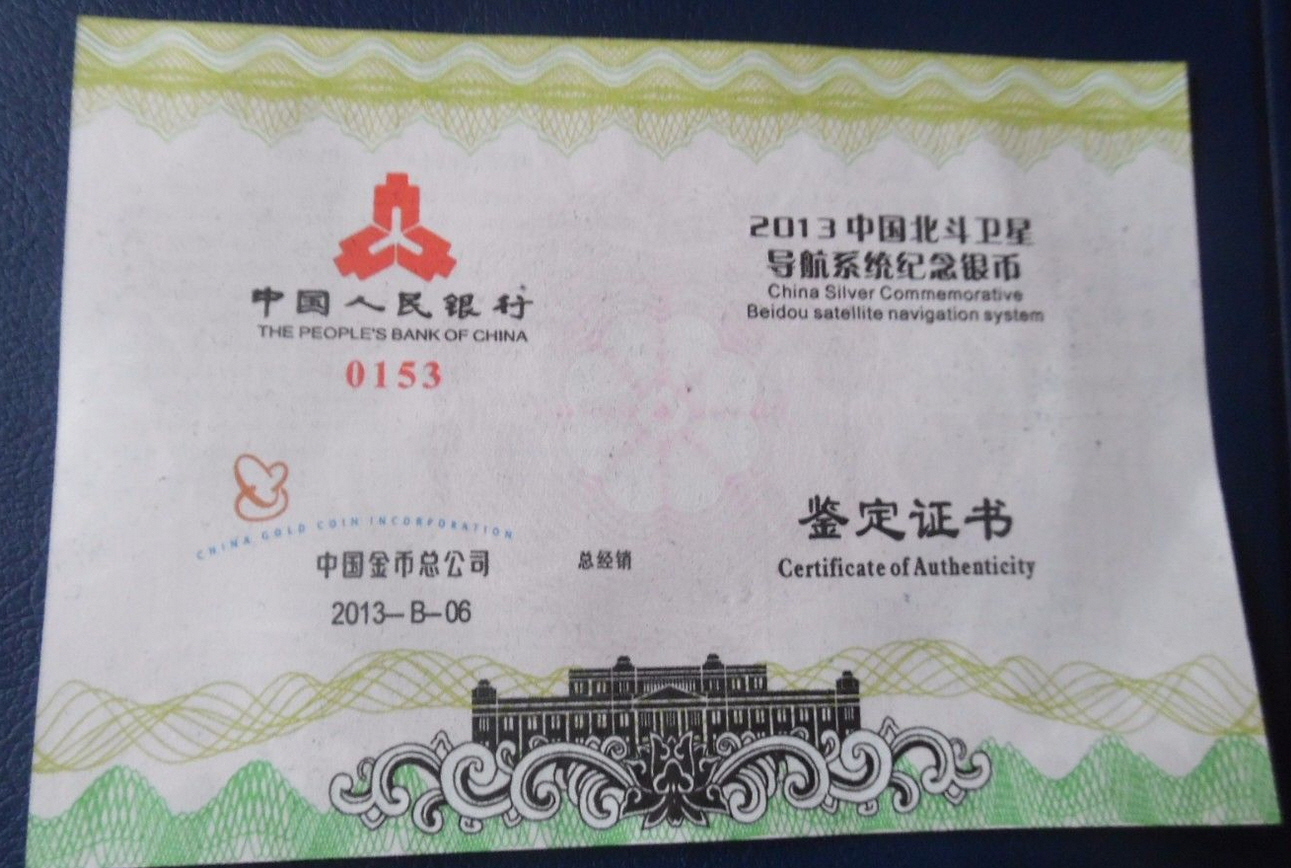 中国人民银行
THE PEOPLE'S BANK OF CHINA
0153
2013中国北斗卫星
导航系统纪念银币
China Silver Commemorative
Beidou satellite navigation system
CHINA GOLD COIN INCORPORATION
中国金币总公司 总经销
2013-B-06
鉴定证书
Certificate of Authenticity